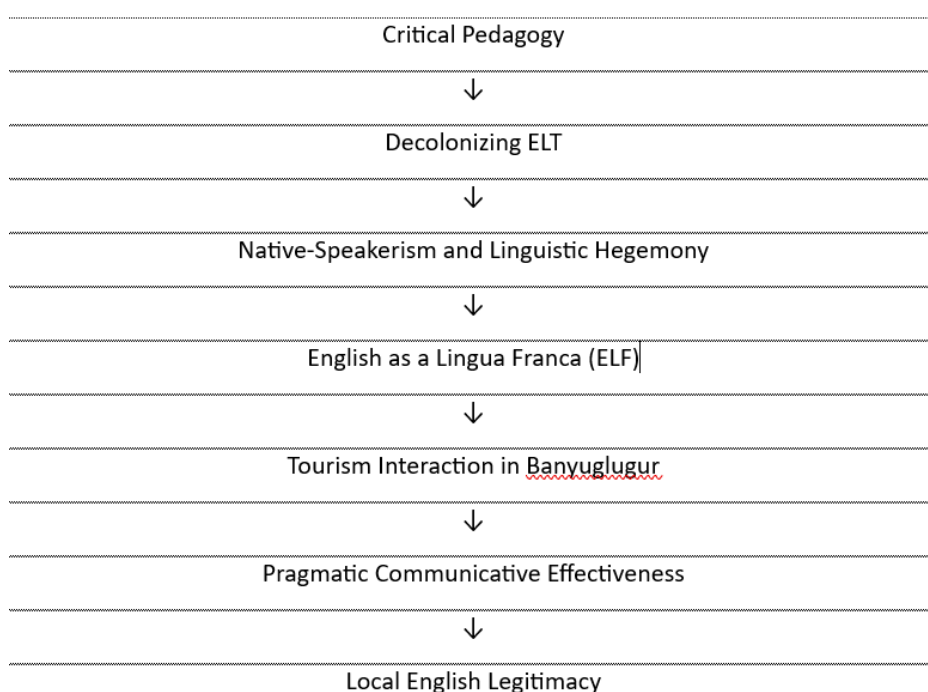 Critical Pedagogy
↓
Decolonizing ELT
↓
Native-Speakerism and Linguistic Hegemony
↓
English as a Lingua Franca (ELF)
↓
Tourism Interaction in Banyuglugur
↓
Pragmatic Communicative Effectiveness
↓
Local English Legitimacy